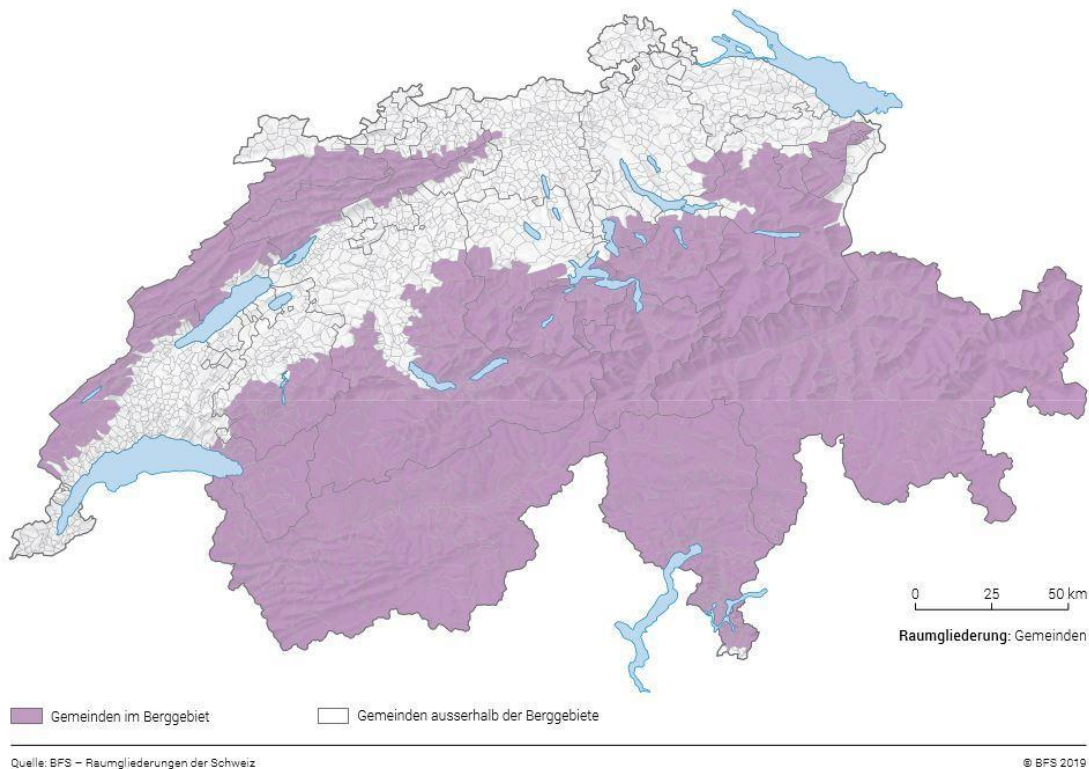 0 25 50 km
Raumgliederung: Gemeinden
Gemeinden im Berggebiet
Gemeinden ausserhalb der Berggebiete
Quelle: BFS – Raumgliederungen der Schweiz
© BFS 2019